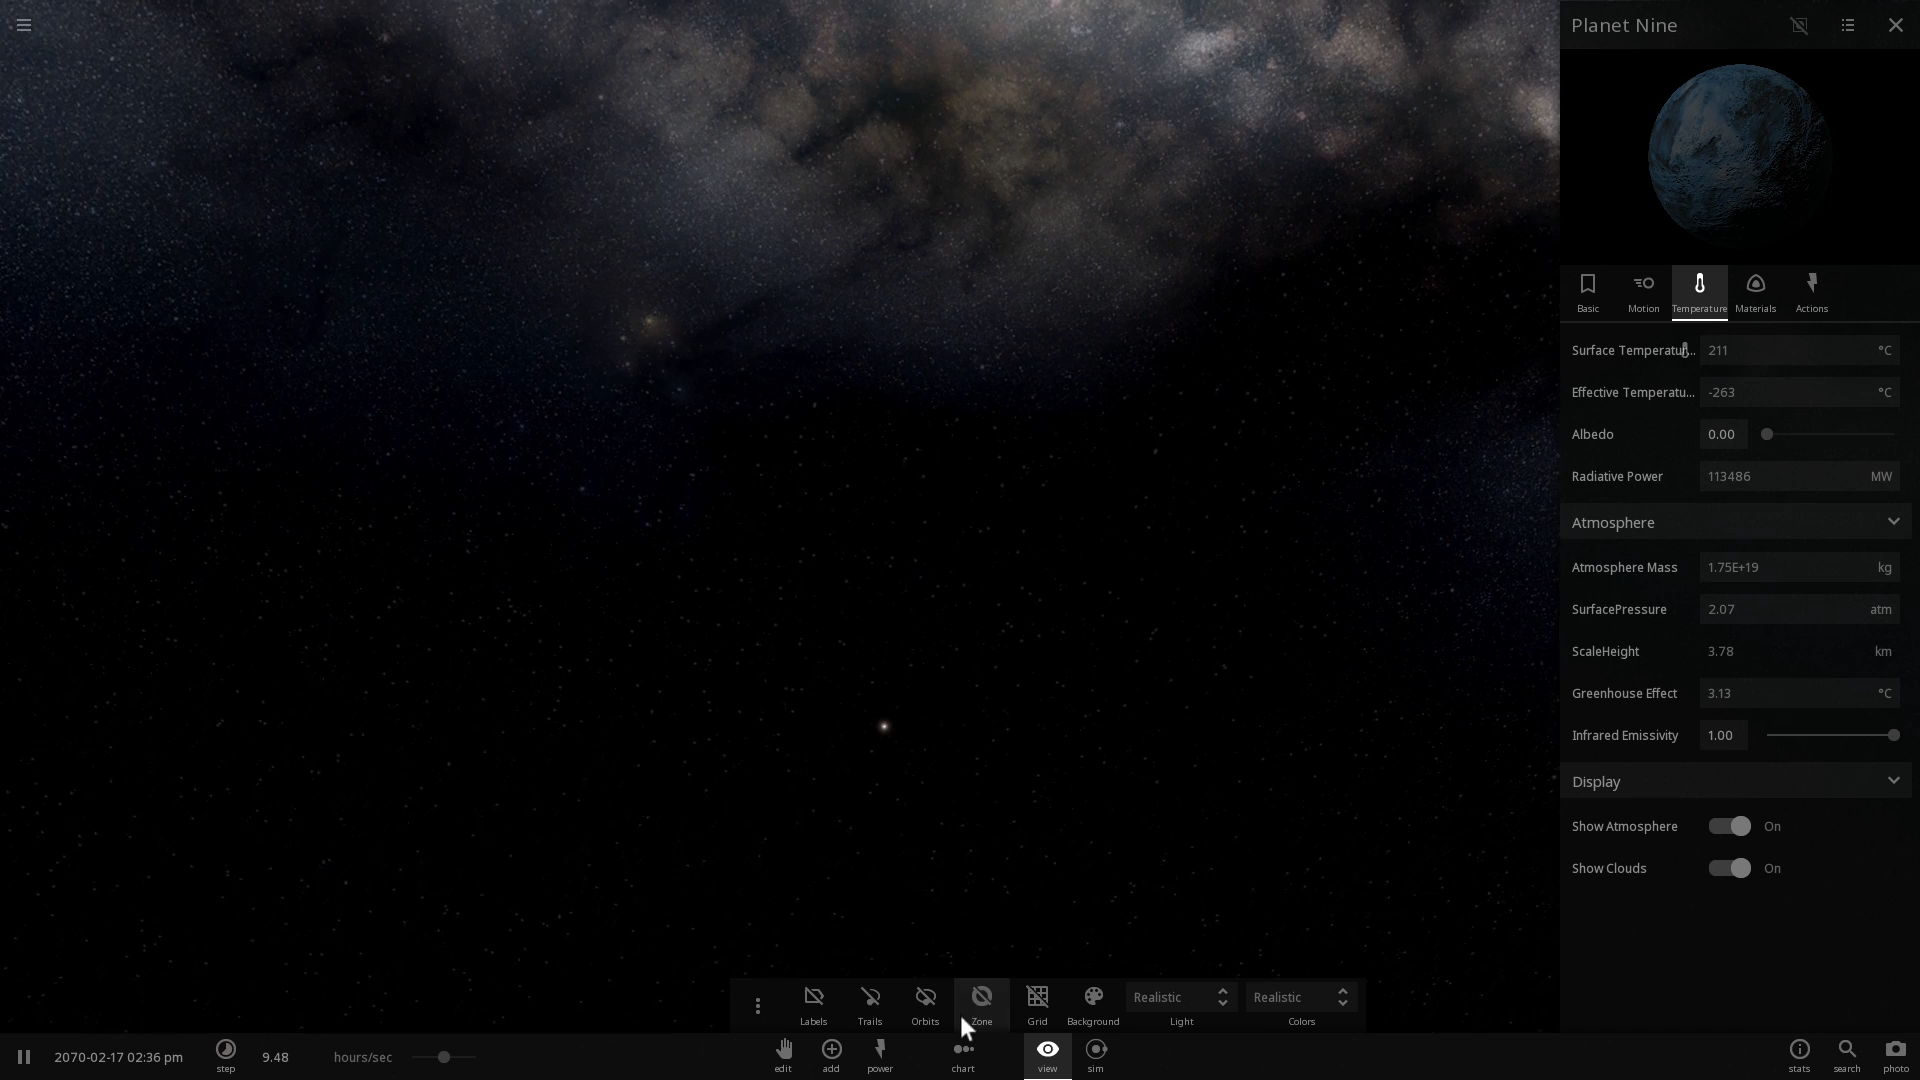 Planet Nine
Basic
Motion
Temperature
Materials
Actions
Surface Temperatur... 211 °C
Effective Temperatu... -263 °C
Albedo 0.00
Radiative Power 113486 MW
Atmosphere
Atmosphere Mass 1.75E+19 kg
SurfacePressure 2.07 atm
ScaleHeight 3.78 km
Greenhouse Effect 3.13 °C
Infrared Emissivity 1.00
Display
Show Atmosphere On
Show Clouds On
Realistic
Realistic
Labels
Trails
Orbits
Zone
Grid
Background
Light
Colors
2070-02-17 02:36 pm
step
9.48 hours/sec
edit
add
power
chart
view
sim
stats
search
photo